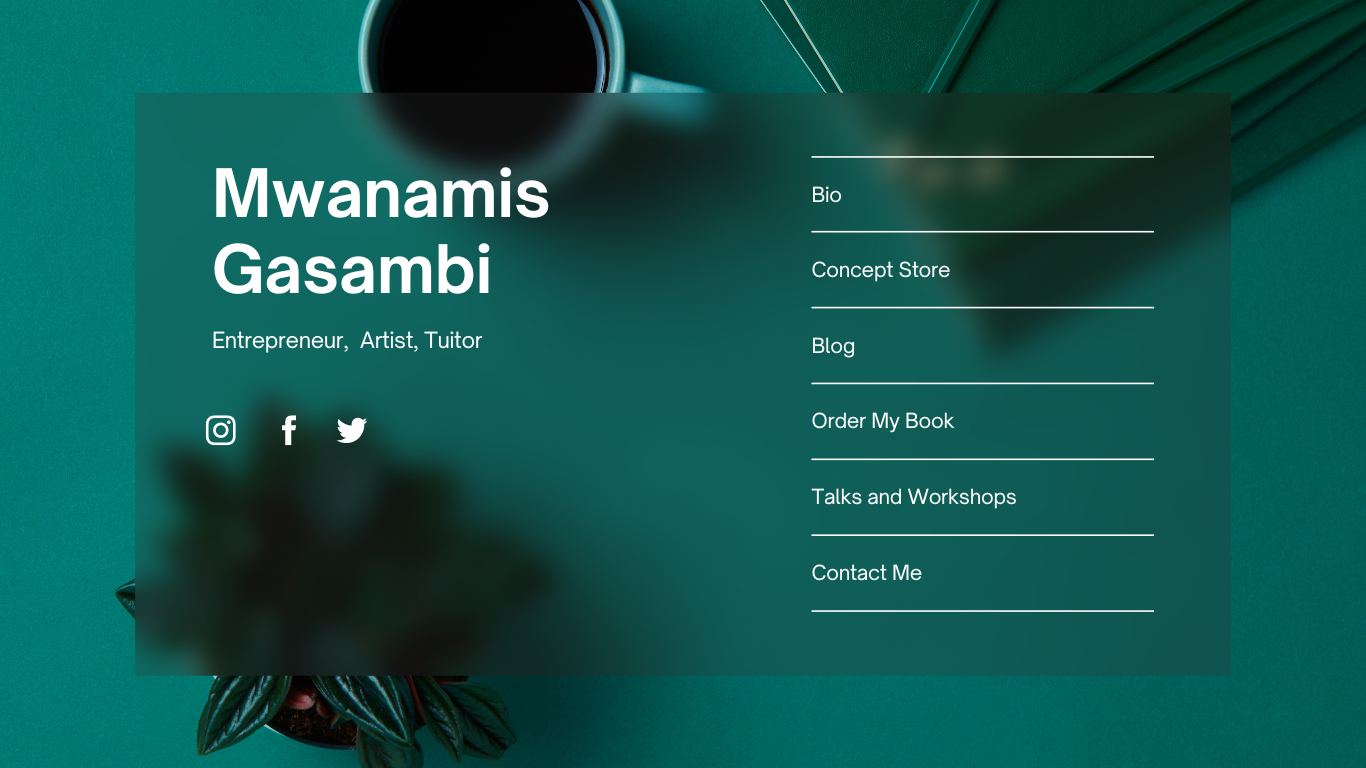 Mwanamis
Gasambi
Entrepreneur,  Artist, Tuitor
Bio
Concept Store
Blog
Order My Book
Talks and Workshops
Contact Me